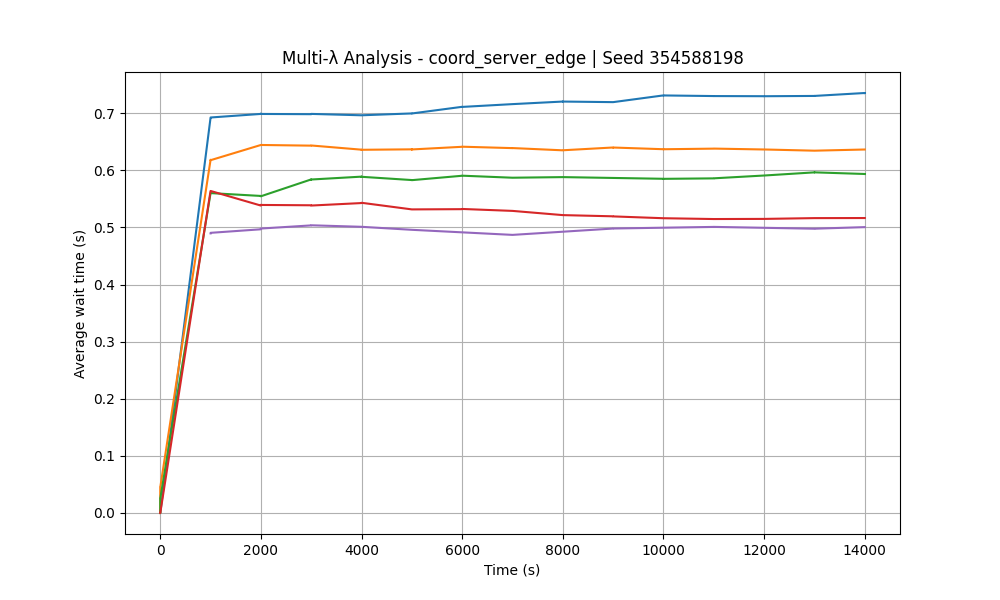 Multi-λ Analysis - coord_server_edge | Seed 354588198
Average wait time (s)
0.7
0.6
0.5
0.4
0.3
0.2
0.1
0.0
0 2000 4000 6000 8000 10000 12000 14000
Time (s)